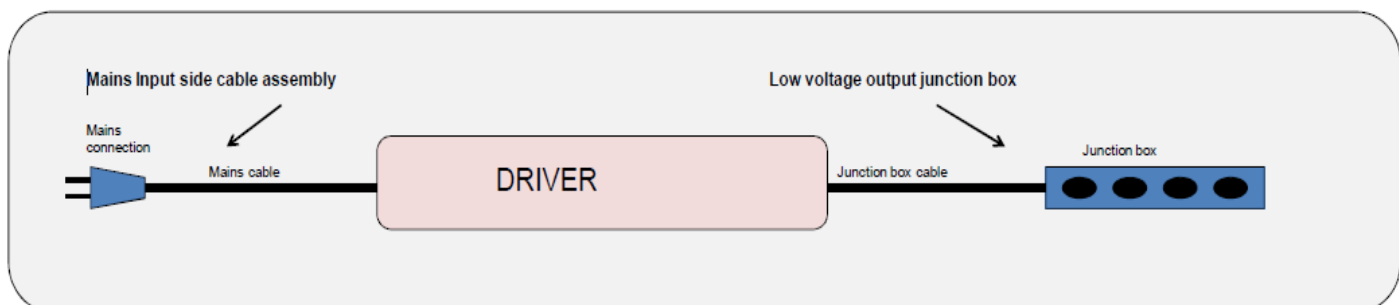 Mains Input side cable assembly
Low voltage output junction box
Mains
connection
Mains cable
DRIVER
Junction box cable
Junction box